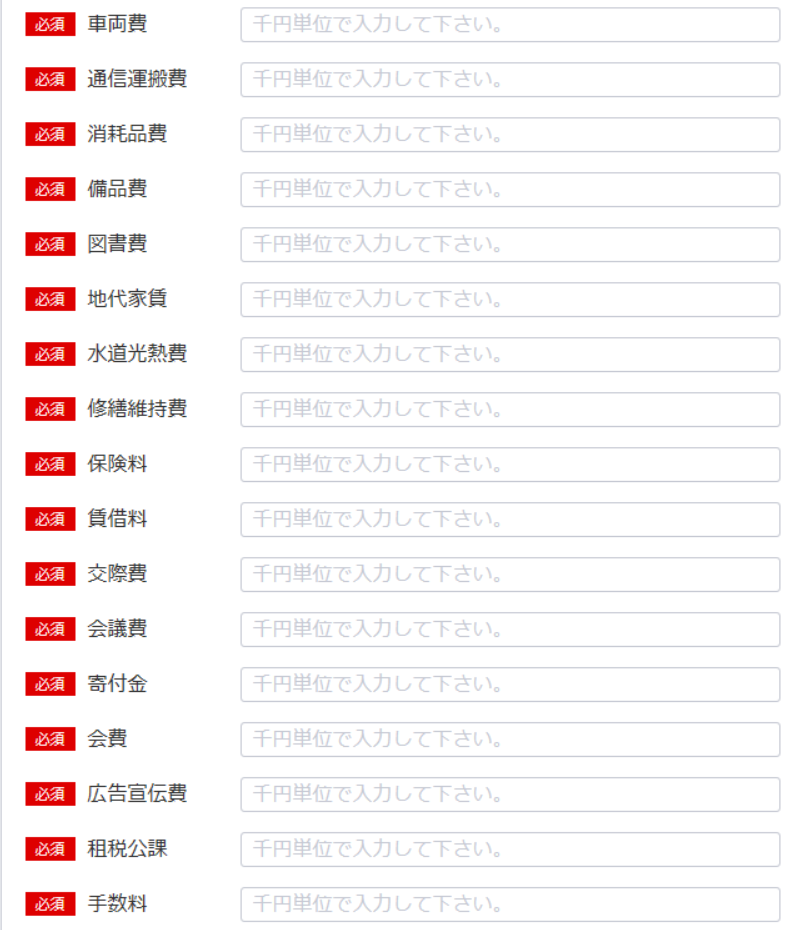 必須 車両費 千円単位で入力して下さい。
必須 通信運搬費 千円単位で入力して下さい。
必須 消耗品費 千円単位で入力して下さい。
必須 備品費 千円単位で入力して下さい。
必須 図書費 千円単位で入力して下さい。
必須 地代家賃 千円単位で入力して下さい。
必須 水道光熱費 千円単位で入力して下さい。
必須 修繕維持費 千円単位で入力して下さい。
必須 保険料 千円単位で入力して下さい。
必須 賃借料 千円単位で入力して下さい。
必須 交際費 千円単位で入力して下さい。
必須 会議費 千円単位で入力して下さい。
必須 寄付金 千円単位で入力して下さい。
必須 会費 千円単位で入力して下さい。
必須 広告宣伝費 千円単位で入力して下さい。
必須 租税公課 千円単位で入力して下さい。
必須 手数料 千円単位で入力して下さい。